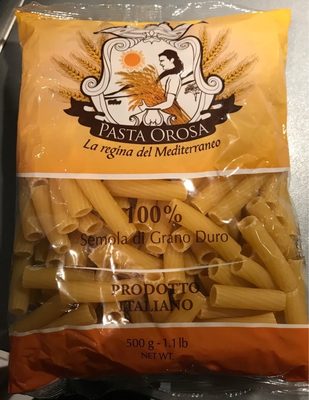 PASTA OROSA
La regina del Mediterraneo
100%
Semola di Grano Duro
PRODOTTO
ITALIANO
500 g - 1.1 lb
NET WT.